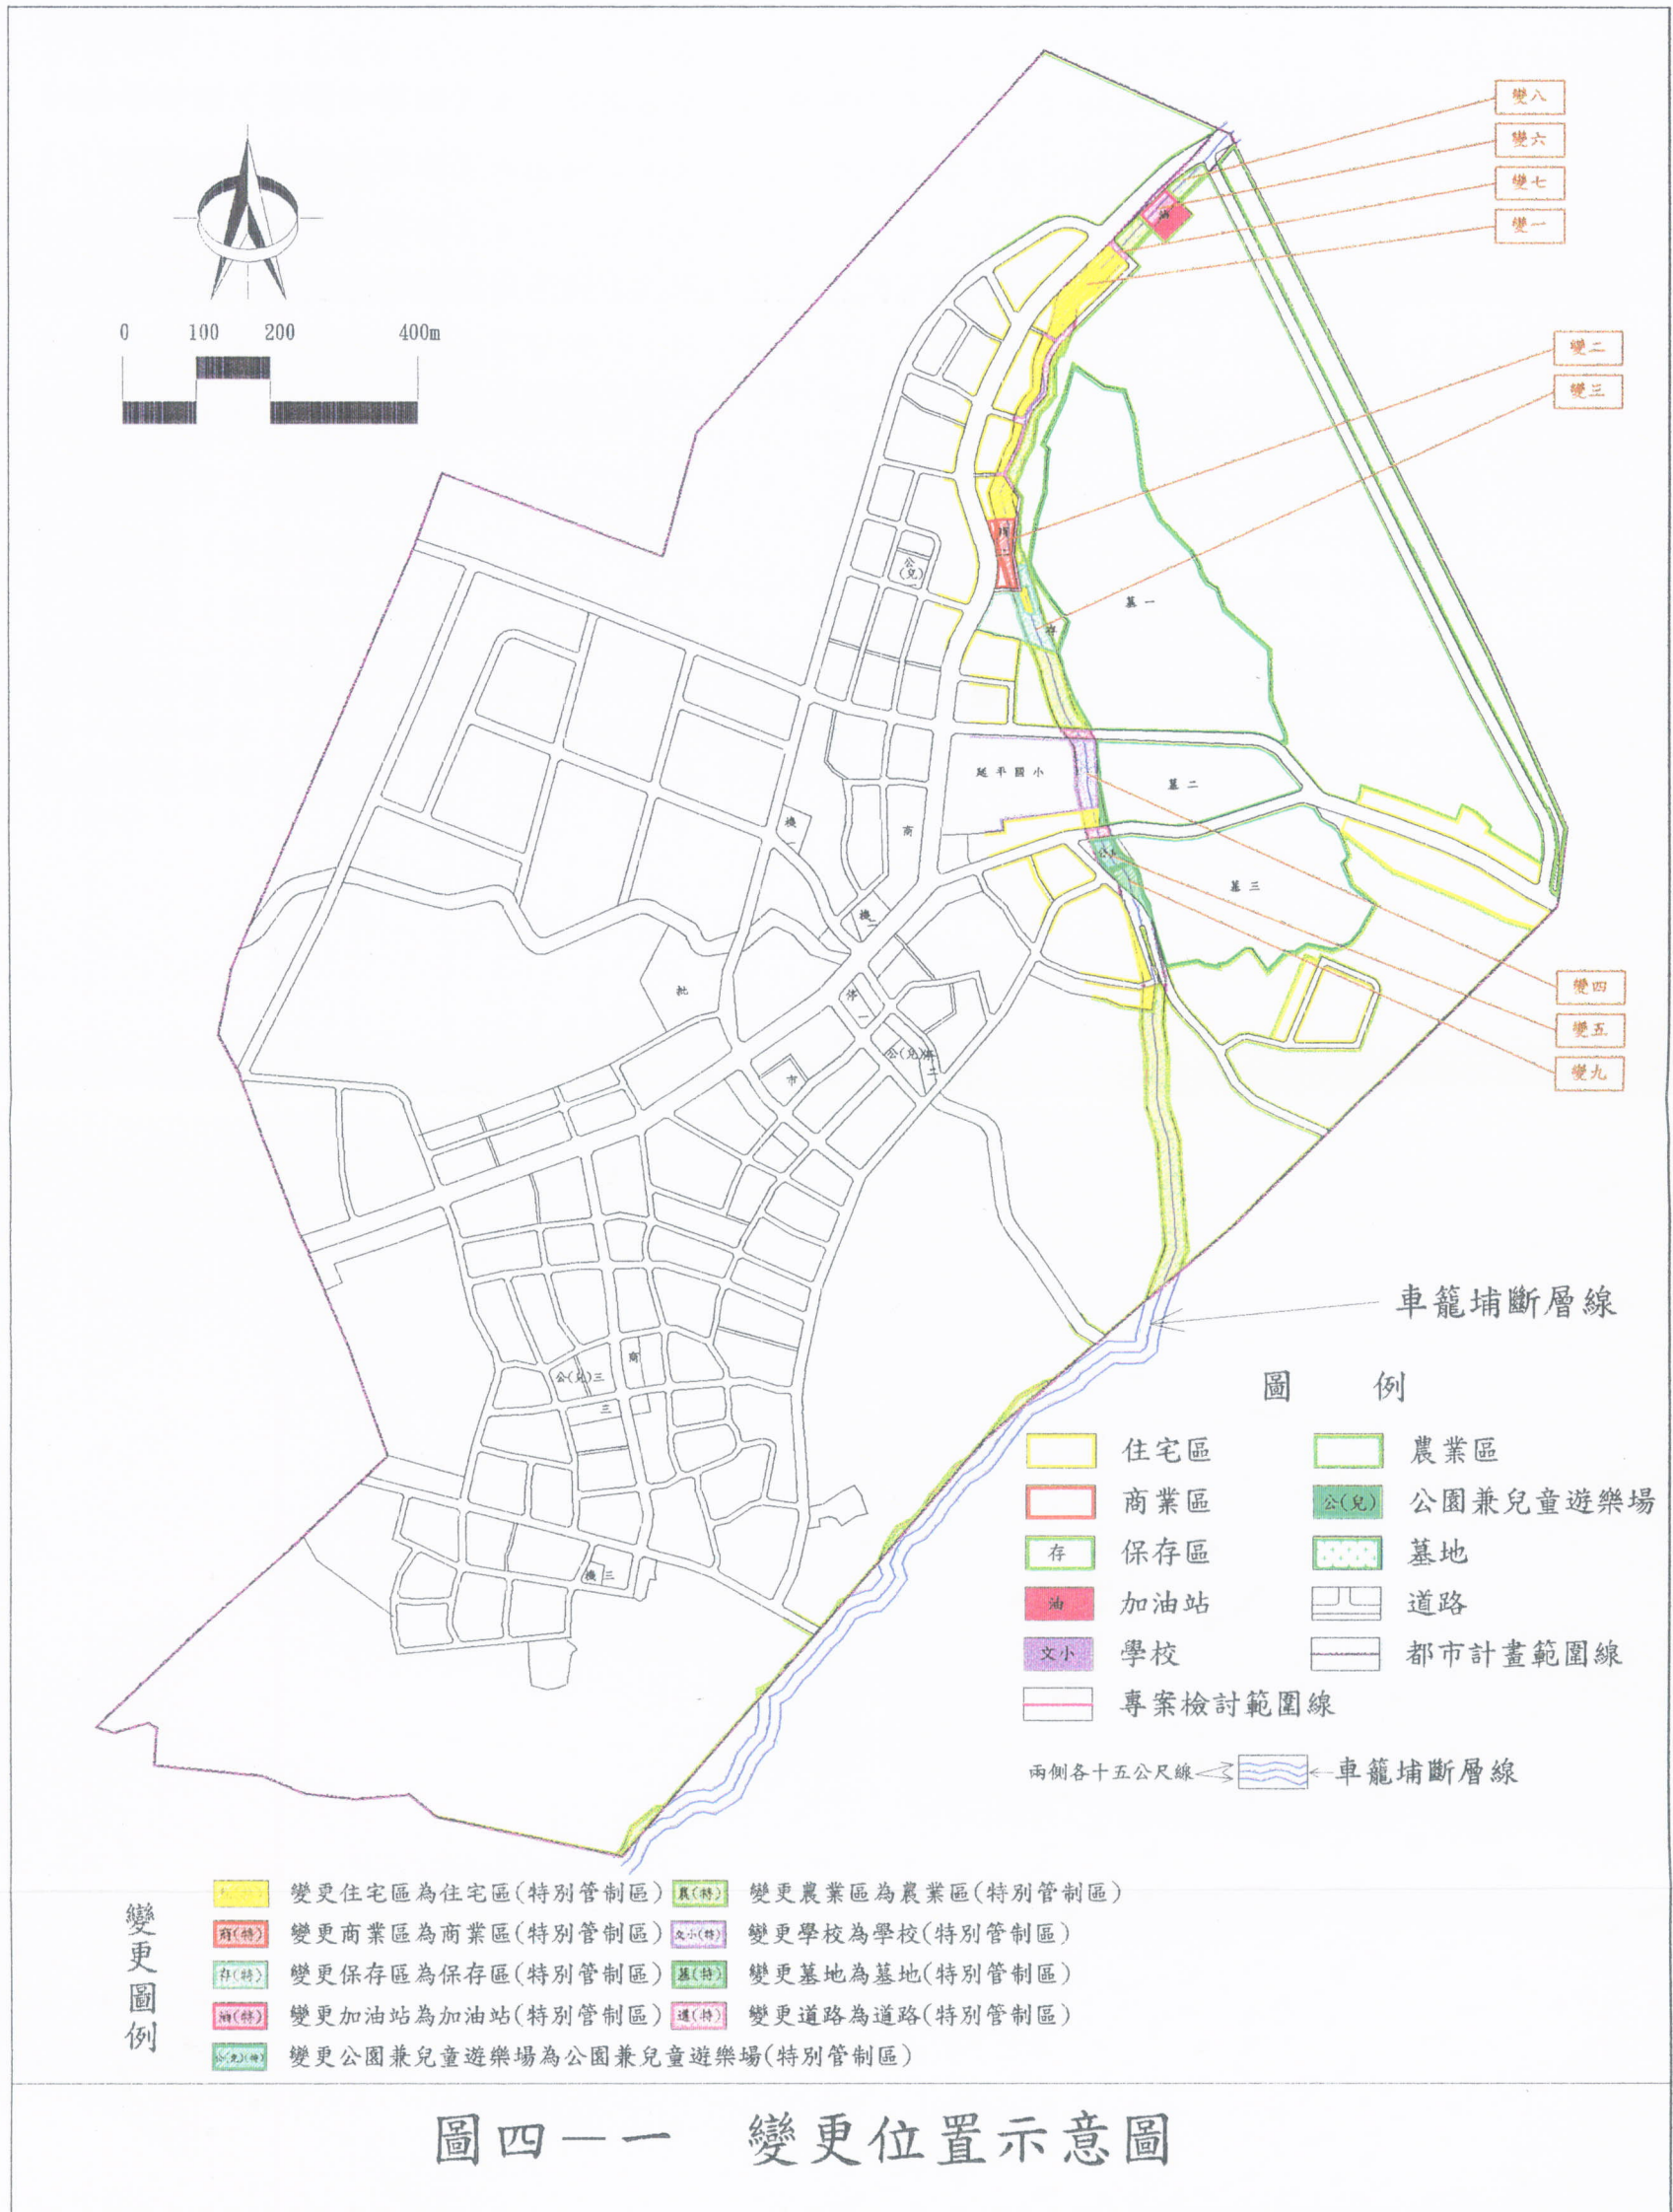 變八
變六
變七
變一
0 100 200 400m
油
變二
變三
商
公
(兒)
一
墓一
存
延平國小
墓二
機
一
商
公
墓三
機
二
變四
批
停
一
變五
公(兒)
二
市
變九
車籠埔斷層線
商
公(兒)三
三
機三
圖 例
住宅區
農業區
商業區
公(兒) 公園兼兒童遊樂場
存 保存區
墓地
油 加油站
道路
文小 學校
都市計畫範圍線
專案檢討範圍線
兩側各十五公尺線
車籠埔斷層線
變更圖例
變更住宅區為住宅區(特別管制區)
農(特) 變更農業區為農業區(特別管制區)
商(特) 變更商業區為商業區(特別管制區)
文小(特) 變更學校為學校(特別管制區)
存(特) 變更保存區為保存區(特別管制區)
墓(特) 變更墓地為墓地(特別管制區)
油(特) 變更加油站為加油站(特別管制區)
道(特) 變更道路為道路(特別管制區)
公(兒)(特) 變更公園兼兒童遊樂場為公園兼兒童遊樂場(特別管制區)
圖四－一 變更位置示意圖